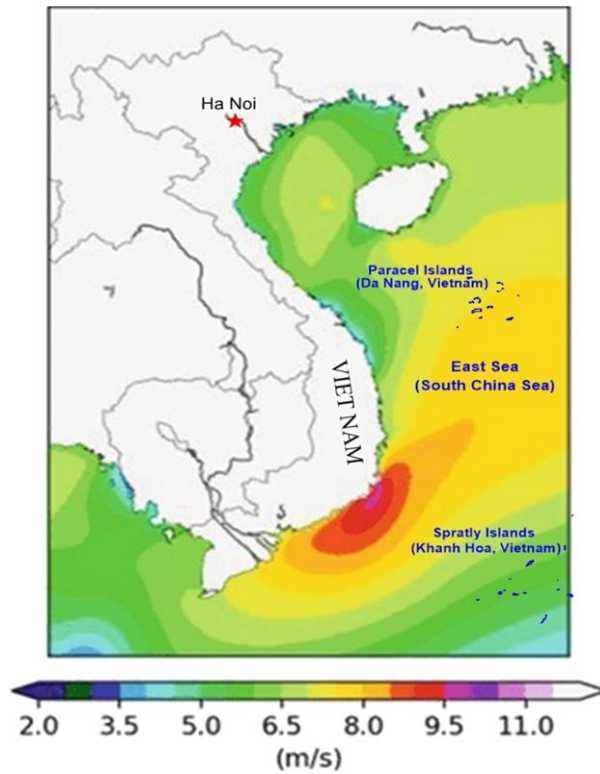 Ha Noi
Paracel Islands
(Da Nang, Vietnam)
East Sea
(South China Sea)
VIET NAM
Spratly Islands
(Khanh Hoa, Vietnam)
2.0 3.5 5.0 6.5 8.0 9.5 11.0
(m/s)